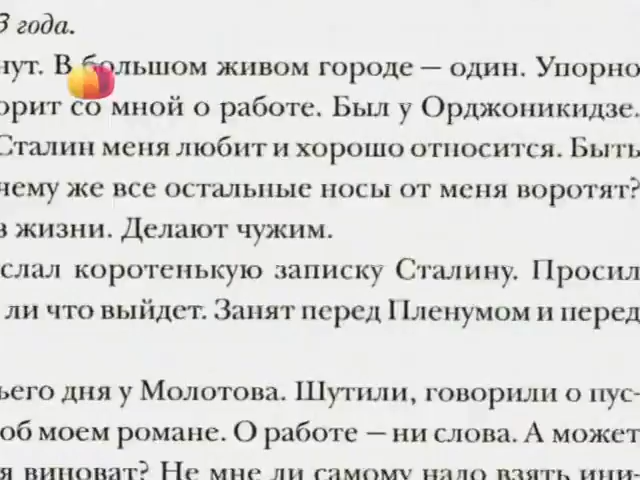 3 года.
нут. В большом живом городе – один. Упорно
орит со мной о работе. Был у Орджоникидзе.
Сталин меня любит и хорошо относится. Быть
чему же все остальные носы от меня воротят?
з жизни. Делают чужим.
слал коротенькую записку Сталину. Просил
ли что выйдет. Занят перед Пленумом и перед
ьего дня у Молотова. Шутили, говорили о пус-
об моем романе. О работе – ни слова. А может
я виноват? Не мне ли самому надо взять ини-